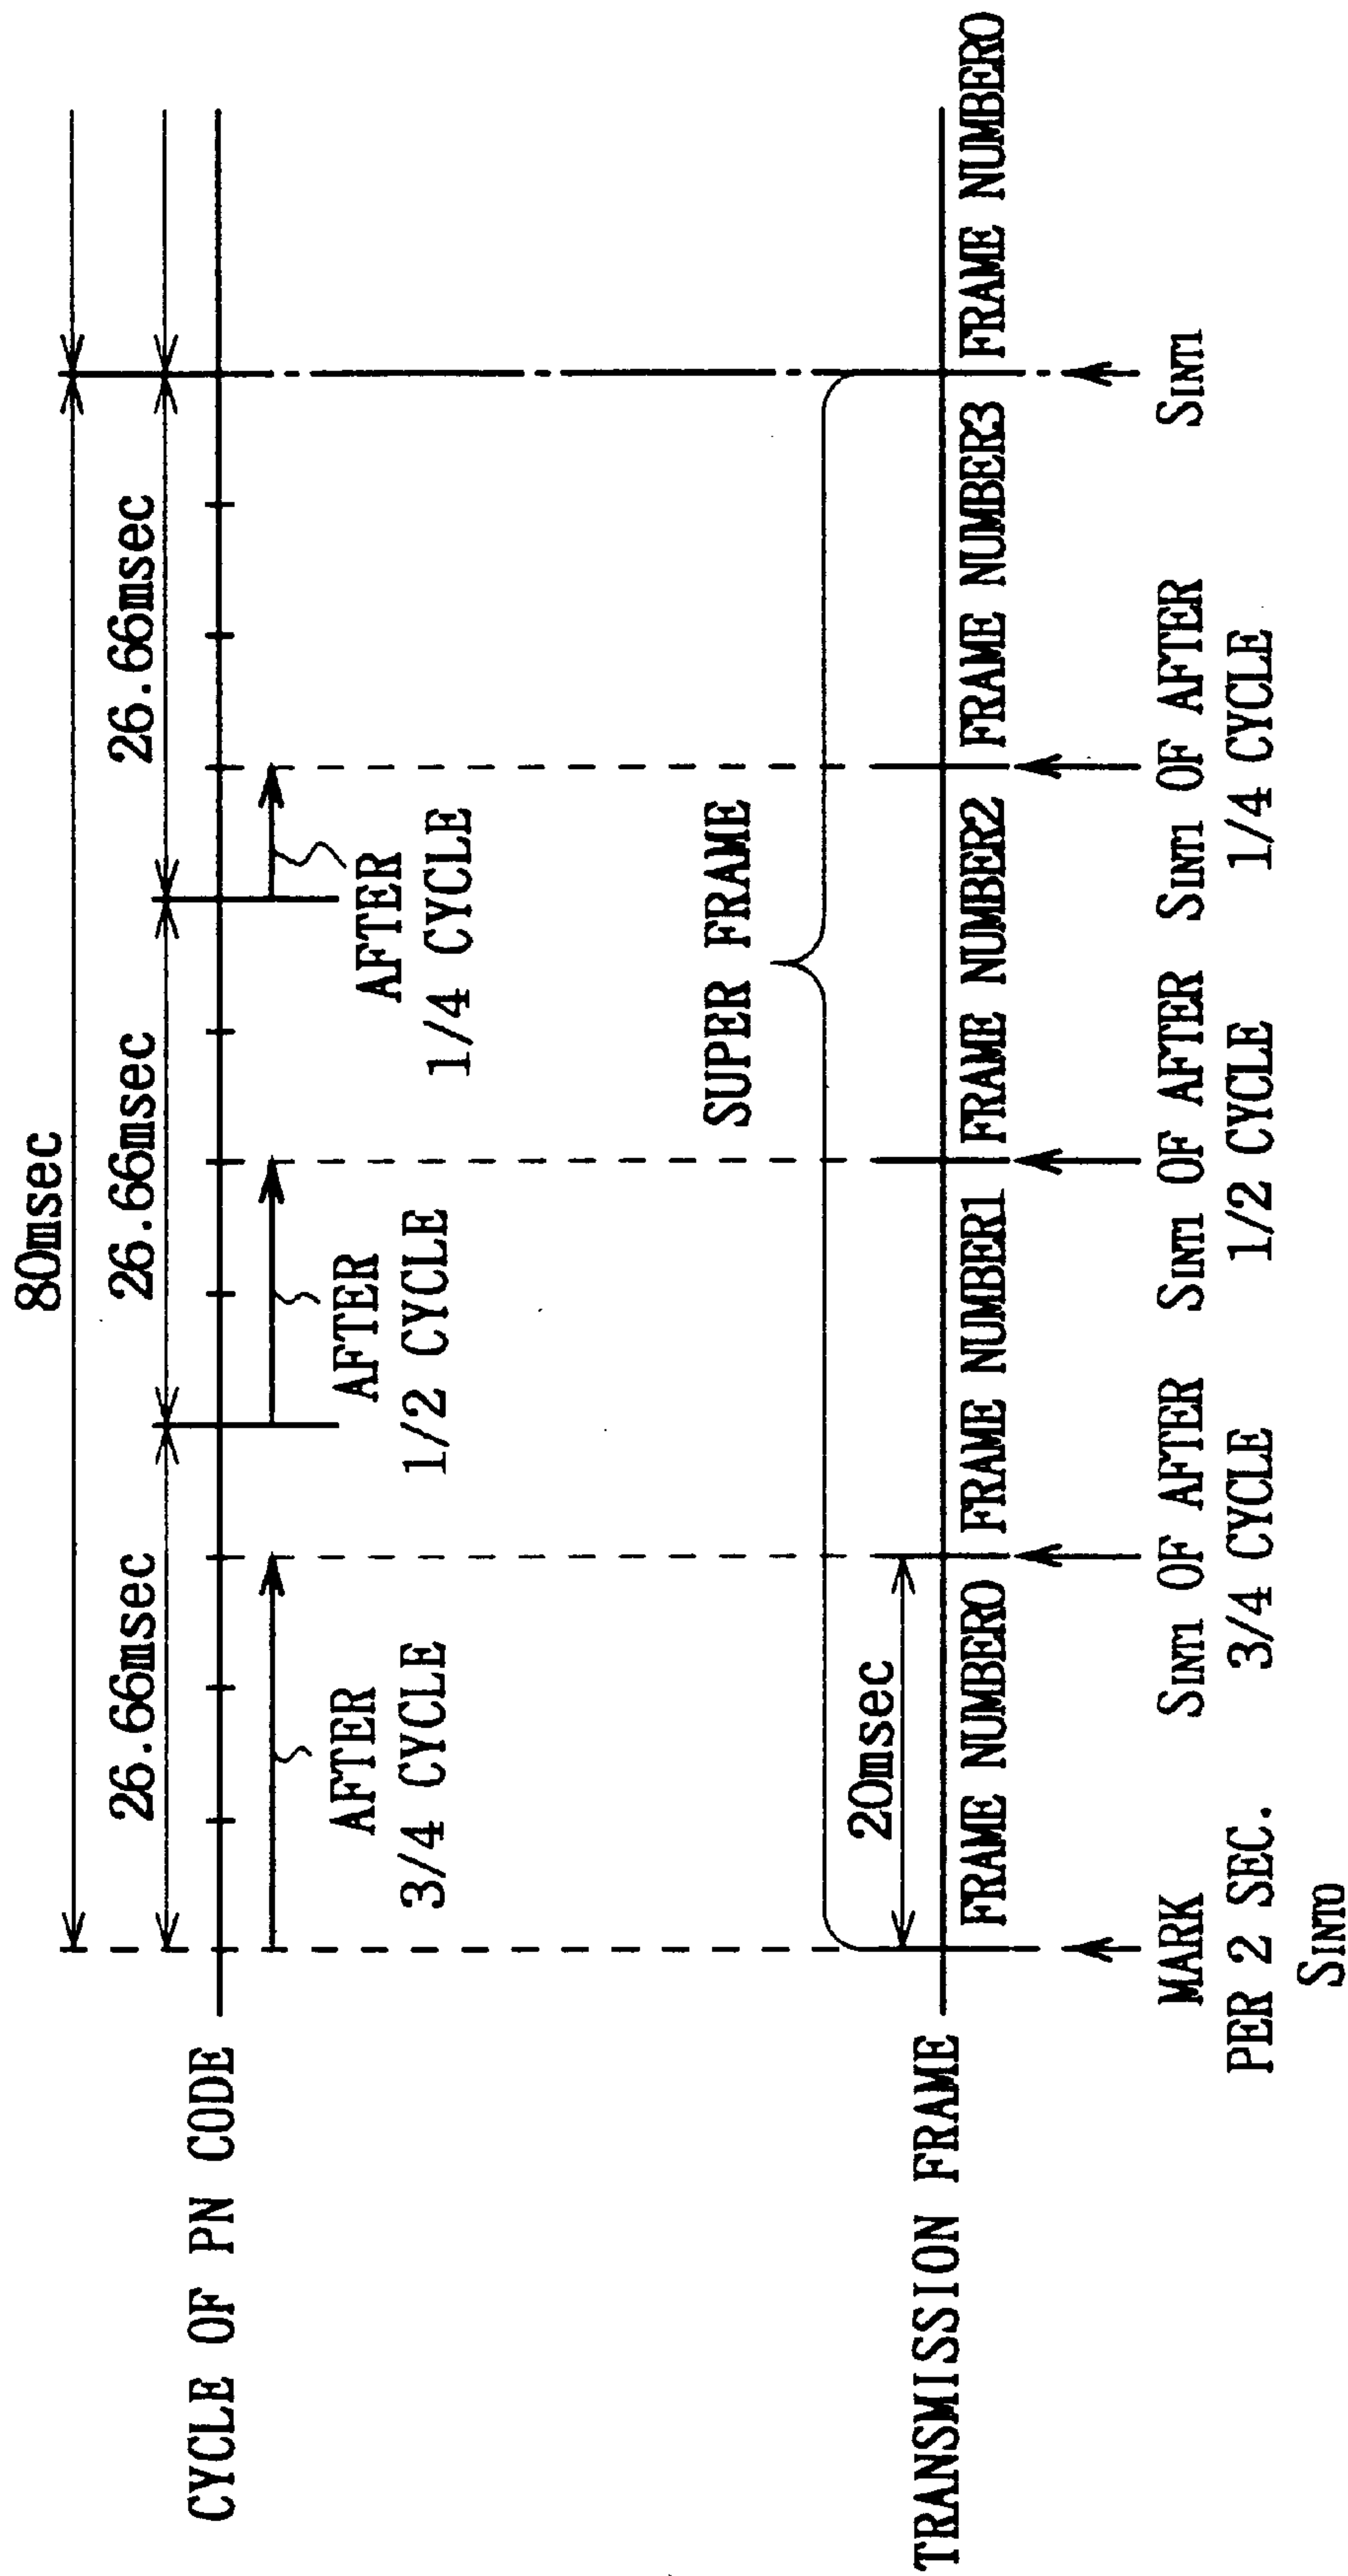 80msec
26.66msec
26.66msec
26.66msec
CYCLE OF PN CODE
AFTER
3/4 CYCLE
AFTER
1/2 CYCLE
AFTER
1/4 CYCLE
SUPER FRAME
20msec
TRANSMISSION FRAME
FRAME NUMBER0
FRAME NUMBER1
FRAME NUMBER2
FRAME NUMBER3
FRAME NUMBER0
MARK
PER 2 SEC.
SINT0
SINT1 OF AFTER
3/4 CYCLE
SINT1 OF AFTER
1/2 CYCLE
SINT1 OF AFTER
1/4 CYCLE
SINT1